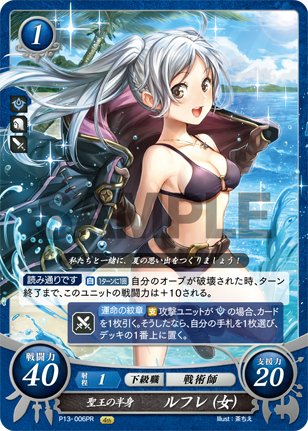 1
SAMPLE
私たちと一緒に、夏の思い出をつくりましょう！
読み通りです 自 1ターンに1回 自分のオーブが破壊された時、ターン
終了まで、このユニットの戦闘力は＋10される。
運命の紋章 支 攻撃ユニットが の場合、カード
を1枚引く。そうしたなら、自分の手札を1枚選び、
デッキの1番上に置く。
戦闘力
40
射程 1 下級職 戦術師
支援力
20
聖王の半身 ルフレ（女）
P13-006PR 4th Illust：茶ちえ